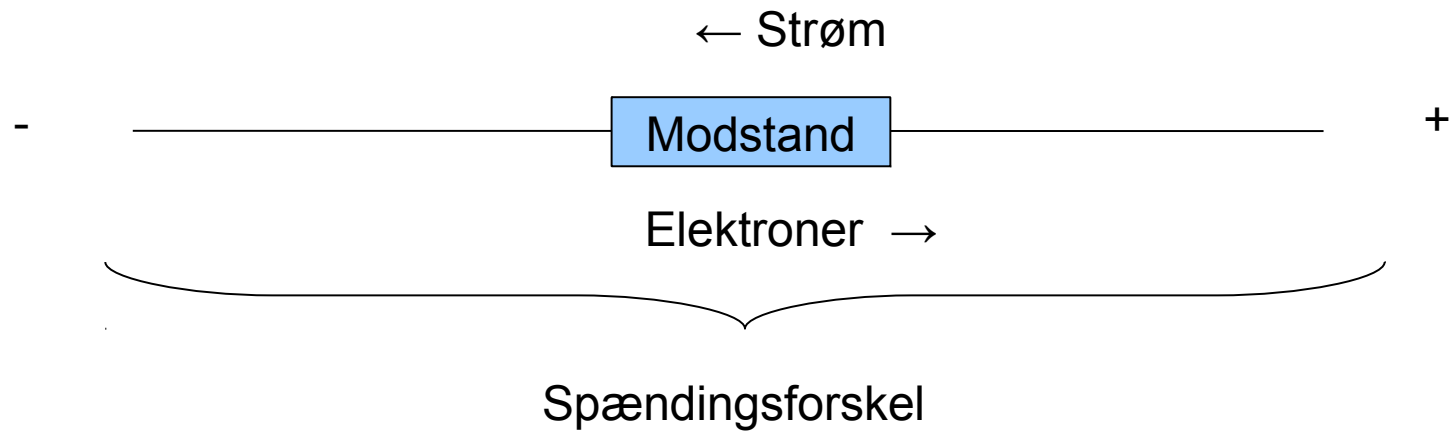 ← Strøm
- Modstand +
Elektroner →
Spændingsforskel